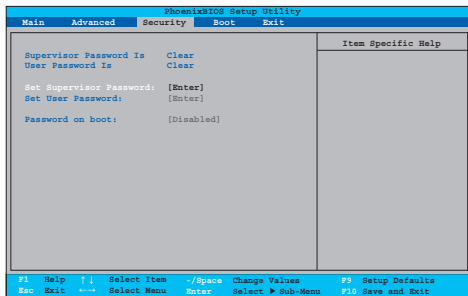 PhoenixBIOS Setup Utility
Main Advanced Security Boot Exit
Item Specific Help
Supervisor Password Is Clear
User Password Is Clear
Set Supervisor Password: [Enter]
Set User Password: [Enter]
Password on boot: [Disabled]
F1 Help ↑↓ Select Item -/Space Change Values F9 Setup Defaults
Esc Exit ←→ Select Menu Enter Select ▶ Sub-Menu F10 Save and Exit